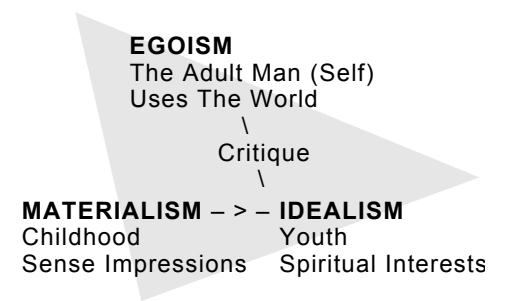 EGOISM
The Adult Man (Self)
Uses The World
\
Critique
\
MATERIALISM – > – IDEALISM
Childhood Youth
Sense Impressions Spiritual Interests